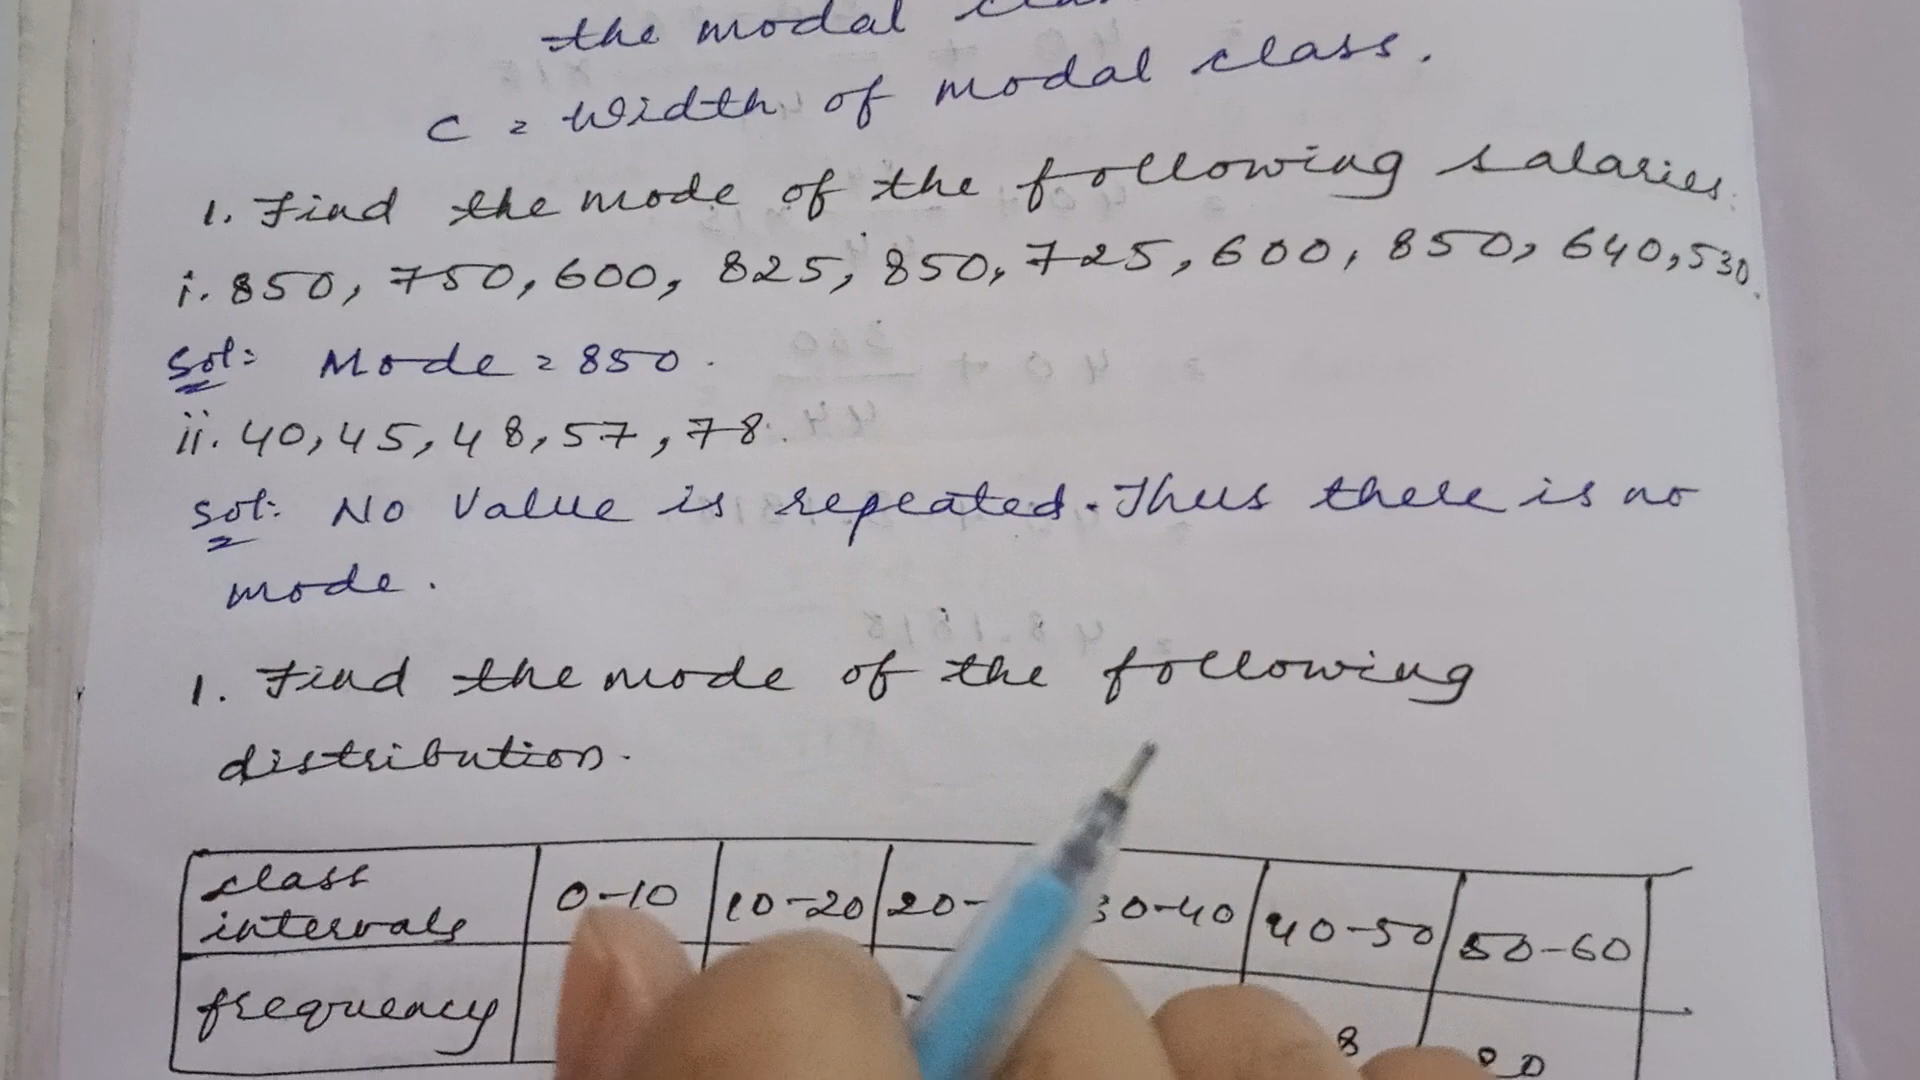 the modal
c = Width of modal class.
1. Find the mode of the following salaries.
i. 850, 750, 600, 825, 850, 725, 600, 850, 640, 530.
Sol: Mode = 850.
ii. 40, 45, 48, 57, 78.
Sol: No Value is repeated. Thus there is no
mode.
1. Find the mode of the following
distribution.
class intervals 0-10 10-20 20- 30-40 40-50 50-60
frequency 8